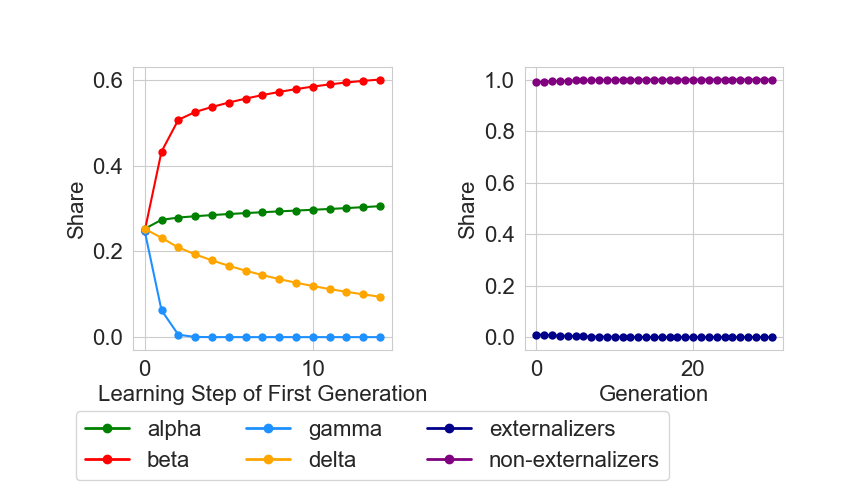 0.6
0.4
0.2
0.0
Share
0
10
Learning Step of First Generation
1.0
0.8
0.6
0.4
0.2
0.0
Share
0
20
Generation
alpha
gamma
externalizers
beta
delta
non-externalizers